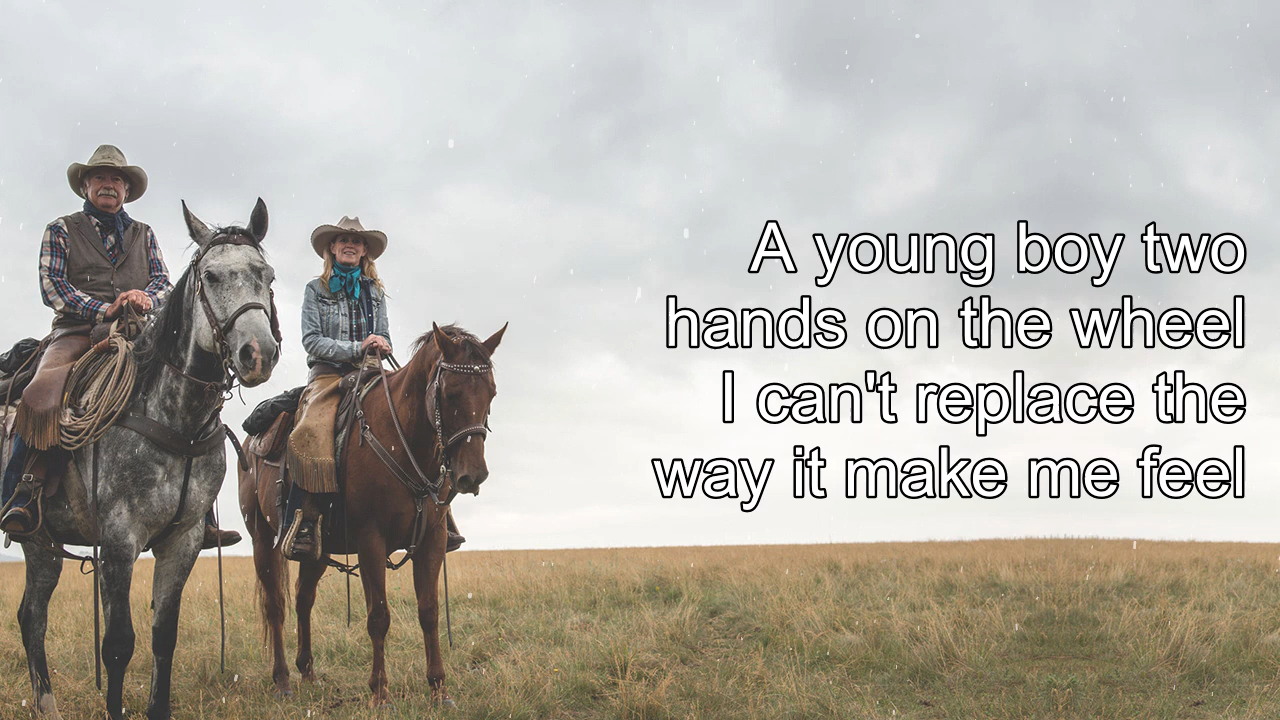 A young boy two
hands on the wheel
I can't replace the
way it make me feel